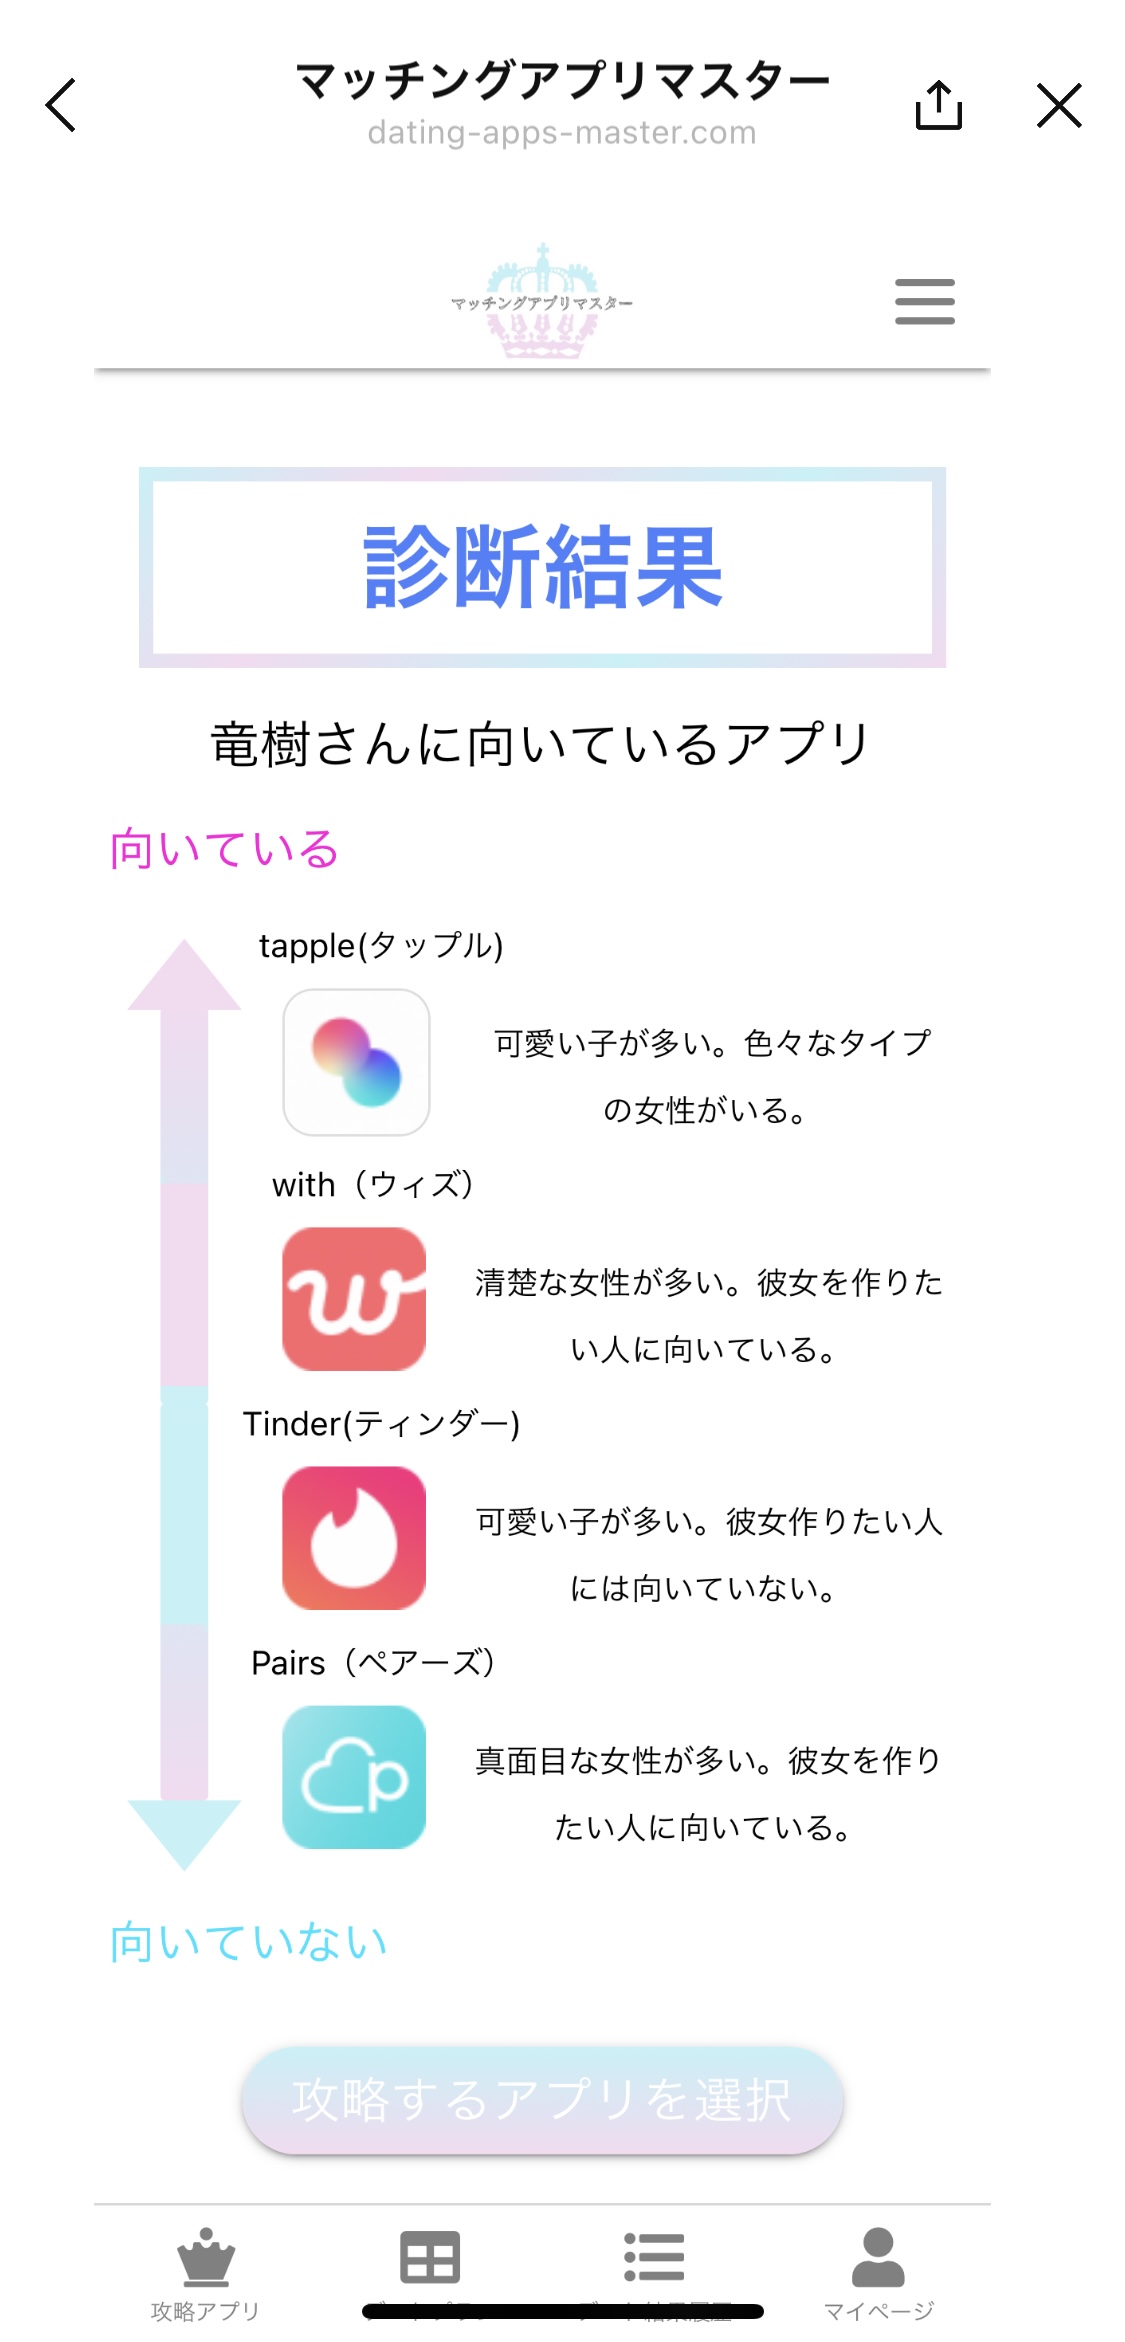 マッチングアプリマスター
dating-apps-master.com
マッチングアプリマスター
診断結果
竜樹さんに向いているアプリ
向いている
tapple(タップル)
可愛い子が多い。色々なタイプ
の女性がいる。
with（ウィズ）
清楚な女性が多い。彼女を作りた
い人に向いている。
Tinder(ティンダー)
可愛い子が多い。彼女作りたい人
には向いていない。
Pairs（ペアーズ）
真面目な女性が多い。彼女を作り
たい人に向いている。
向いていない
攻略するアプリを選択
攻略アプリ
マイページ